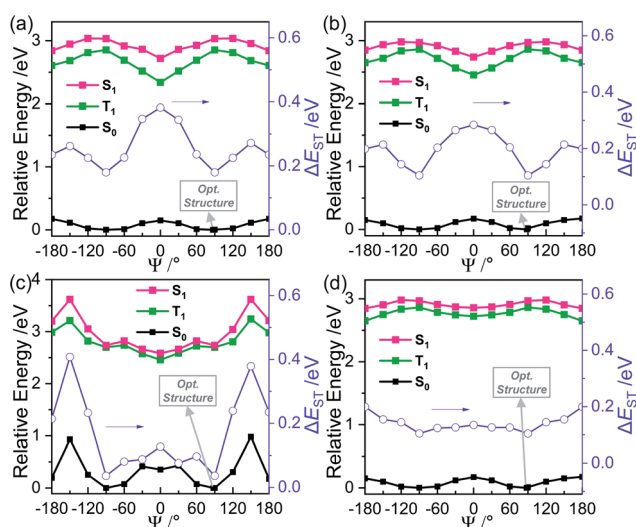 (a)
Relative Energy /eV
3
2
1
0
S1
T1
S0
Opt.
Structure
0.6
0.4
0.2
0.0
ΔEST /eV
-180 -120 -60 0 60 120 180
Ψ /°
(b)
Relative Energy /eV
3
2
1
0
S1
T1
S0
Opt.
Structure
0.6
0.4
0.2
0.0
ΔEST /eV
-180 -120 -60 0 60 120 180
Ψ /°
(c)
Relative Energy /eV
4
3
2
1
0
S1
T1
S0
Opt.
Structure
0.6
0.4
0.2
0.0
ΔEST /eV
-180 -120 -60 0 60 120 180
Ψ /°
(d)
Relative Energy /eV
3
2
1
0
S1
T1
S0
Opt.
Structure
0.6
0.4
0.2
0.0
ΔEST /eV
-180 -120 -60 0 60 120 180
Ψ /°